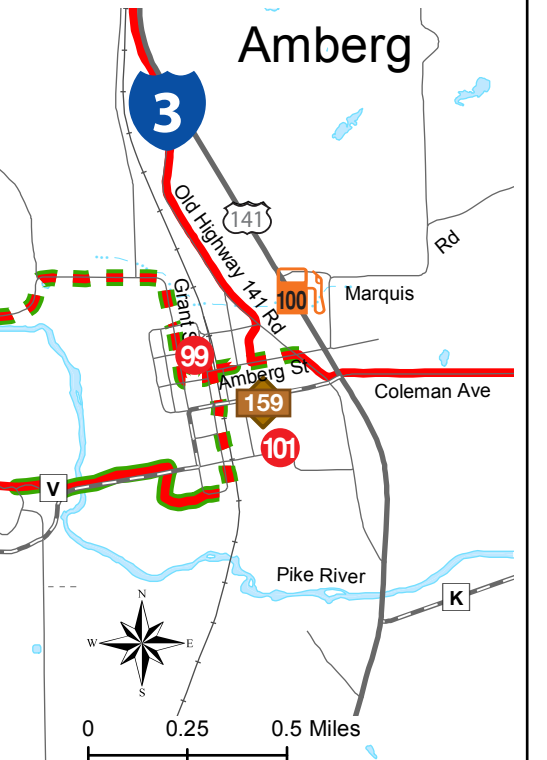 Amberg
3
141
Old Highway 141 Rd
Rd
100
Marquis
Grant
99
Amberg St
Coleman Ave
159
101
V
Pike River
K
N
W
E
S
0 0.25 0.5 Miles